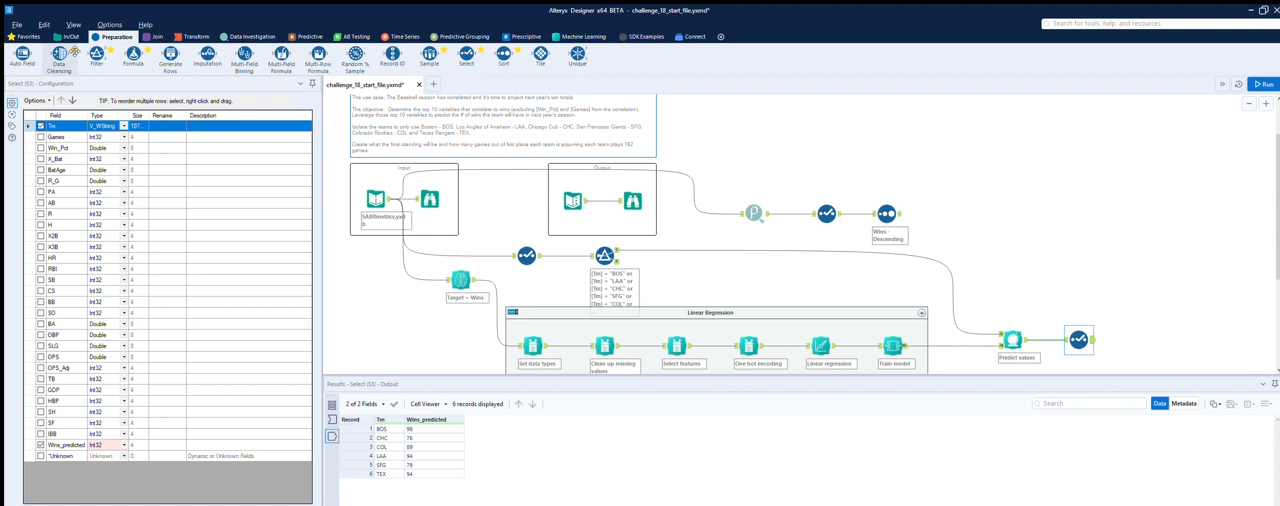 Alteryx Designer x64 BETA - challenge_18_start_file.yxmd*
File Edit View Options Help
Search for tools, help, and resources
Favorites In/Out Preparation Join Transform Data Investigation Predictive AB Testing Time Series Predictive Grouping Prescriptive Machine Learning SDK Examples Connect
Auto Field Data Cleansing Filter Formula Generate Rows Imputation Multi-Field Binning Multi-Field Formula Multi-Row Formula Random % Sample Record ID Sample Select Sort Tile Unique
Select (53) - Configuration
challenge_18_start_file.yxmd*
Run
Options TIP: To reorder multiple rows: select, right-click and drag.
Field Type Size Rename Description
Tm V_WString 107...
Games Int32 4
Win_Pct Double 8
X_Bat Int32 4
BatAge Double 8
R_G Double 8
PA Int32 4
AB Int32 4
R Int32 4
H Int32 4
X2B Int32 4
X3B Int32 4
HR Int32 4
RBI Int32 4
SB Int32 4
CS Int32 4
BB Int32 4
SO Int32 4
BA Double 8
OBP Double 8
SLG Double 8
OPS Double 8
OPS_Adj Int32 4
TB Int32 4
GDP Int32 4
HBP Int32 4
SH Int32 4
SF Int32 4
IBB Int32 4
Wins_predicted Int32 4
*Unknown Unknown 0 Dynamic or Unknown Fields
The use case: The Baseball season has completed and it's time to project next year's win totals.
The objective: Determine the top 10 variables that correlate to wins (excluding [Win_Pct] and [Games] from the correlation).
Leverage those top 10 variables to predict the # of wins the team will have in next year's season.
Isolate the teams to only use Boston - BOS, Los Angles of Anaheim - LAA, Chicago Cub - CHC, San Francisco Giants - SFG,
Colorado Rockies - COL and Texas Rangers - TEX.
Create what the final standing will be and how many games out of first place each team is assuming each team plays 162
games.
Input
SABRmetrics.yxd
b
Output
Wins -
Descending
[Tm] = "BOS" or
[Tm] = "LAA" or
[Tm] = "CHC" or
[Tm] = "SFG" or
[Tm] = "COL" or
Target = Wins
Linear Regression
Set data types
Clean up missing
values
Select features
One hot encoding
Linear regression
Train model
Predict values
Results - Select (53) - Output
2 of 2 Fields Cell Viewer 6 records displayed
Search
Data Metadata
Record Tm Wins_predicted
1 BOS 98
2 CHC 76
3 COL 89
4 LAA 94
5 SFG 79
6 TEX 94